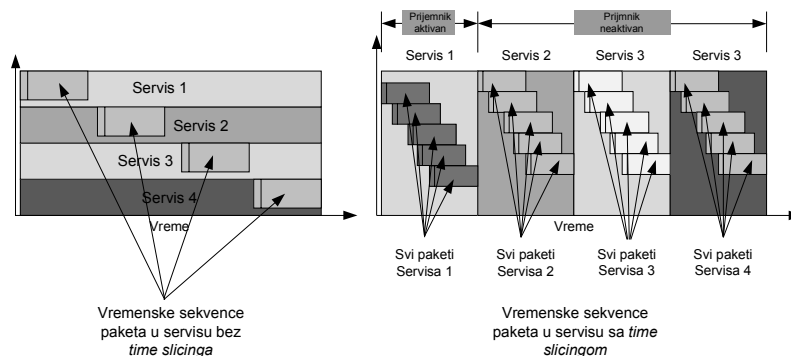 Servis 1
Servis 2
Servis 3
Servis 4
Vreme
Vremenske sekvence
paketa u servisu bez
time slicinga
Prijemnik
aktivan
Prijmnik
neaktivan
Servis 1
Servis 2
Servis 3
Servis 3
Vreme
Svi paketi
Servisa 1
Svi paketi
Servisa 2
Svi paketi
Servisa 3
Svi paketi
Servisa 4
Vremenske sekvence
paketa u servisu sa time
slicingom